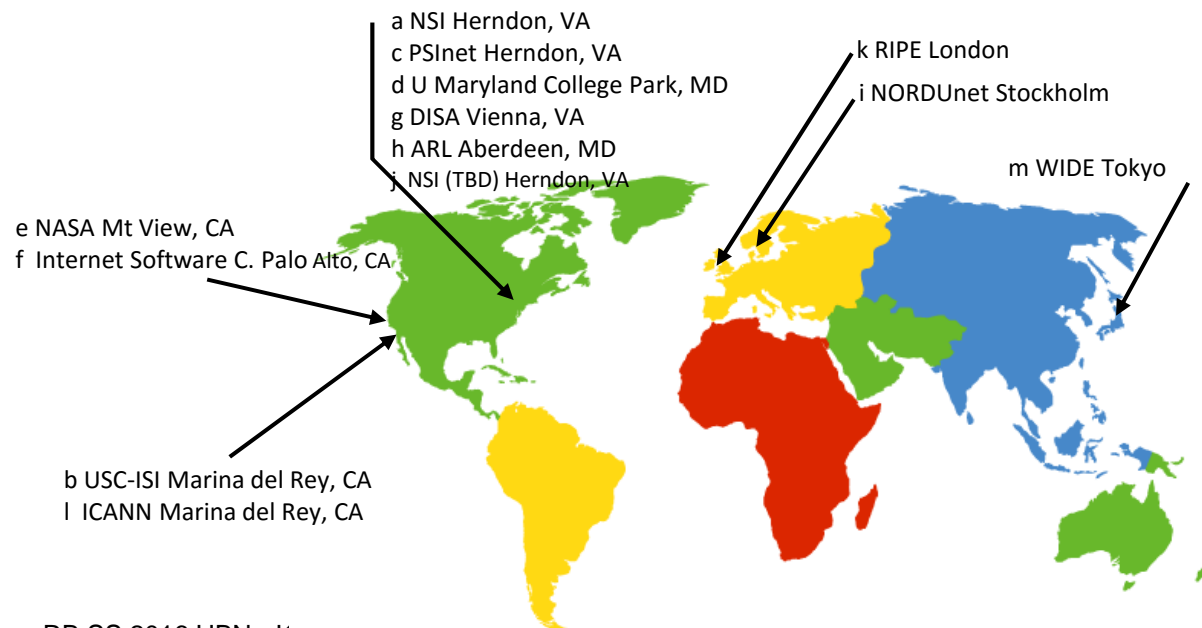 a NSI Herndon, VA
c PSInet Herndon, VA
d U Maryland College Park, MD
g DISA Vienna, VA
h ARL Aberdeen, MD
j NSI (TBD) Herndon, VA
k RIPE London
i NORDUnet Stockholm
m WIDE Tokyo
e NASA Mt View, CA
f Internet Software C. Palo Alto, CA
b USC-ISI Marina del Rey, CA
l ICANN Marina del Rey, CA